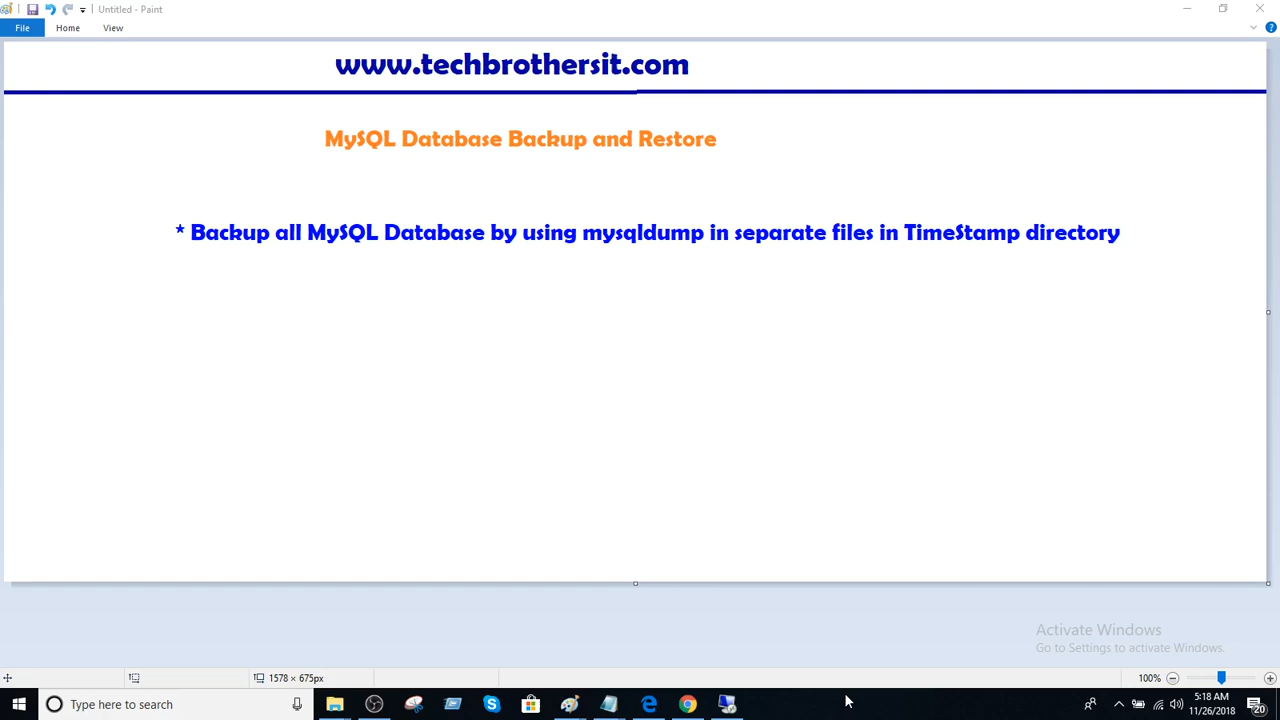 Untitled - Paint
File Home View
www.techbrothersit.com
MySQL Database Backup and Restore
* Backup all MySQL Database by using mysqldump in separate files in TimeStamp directory
Activate Windows
Go to Settings to activate Windows.
1578 × 675px
100%
Type here to search
5:18 AM
11/26/2018
20